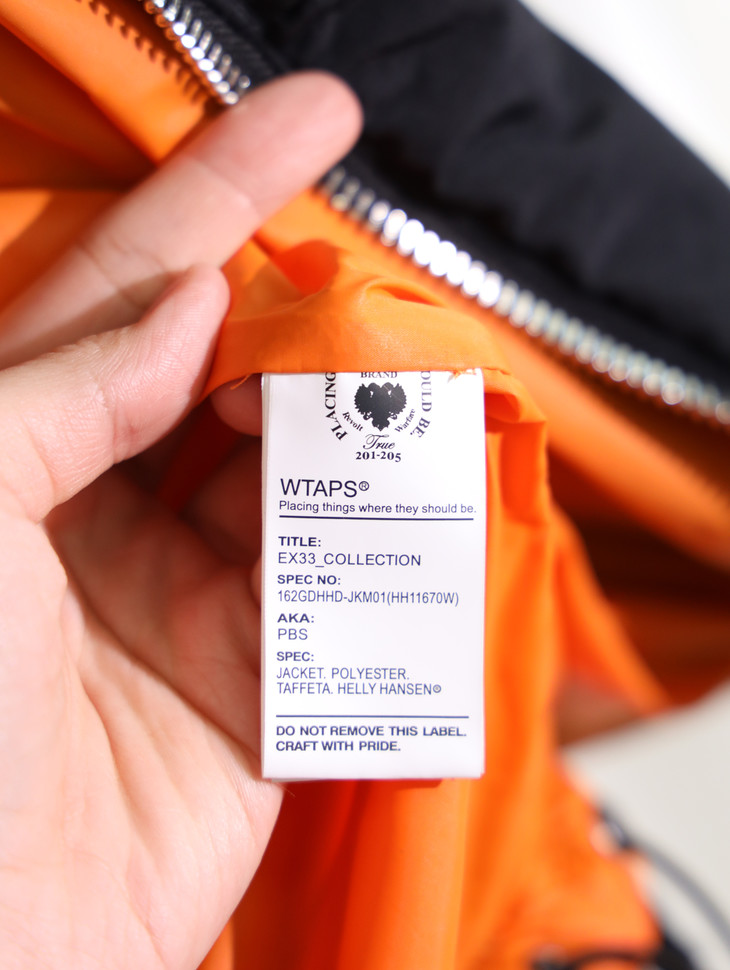 BRAND
PLACING
OULD BE.
Revolt
Warfare
True
201-205
WTAPS®
Placing things where they should be.
TITLE:
EX33_COLLECTION
SPEC NO:
162GDHHD-JKM01(HH11670W)
AKA:
PBS
SPEC:
JACKET. POLYESTER.
TAFFETA. HELLY HANSEN®
DO NOT REMOVE THIS LABEL.
CRAFT WITH PRIDE.